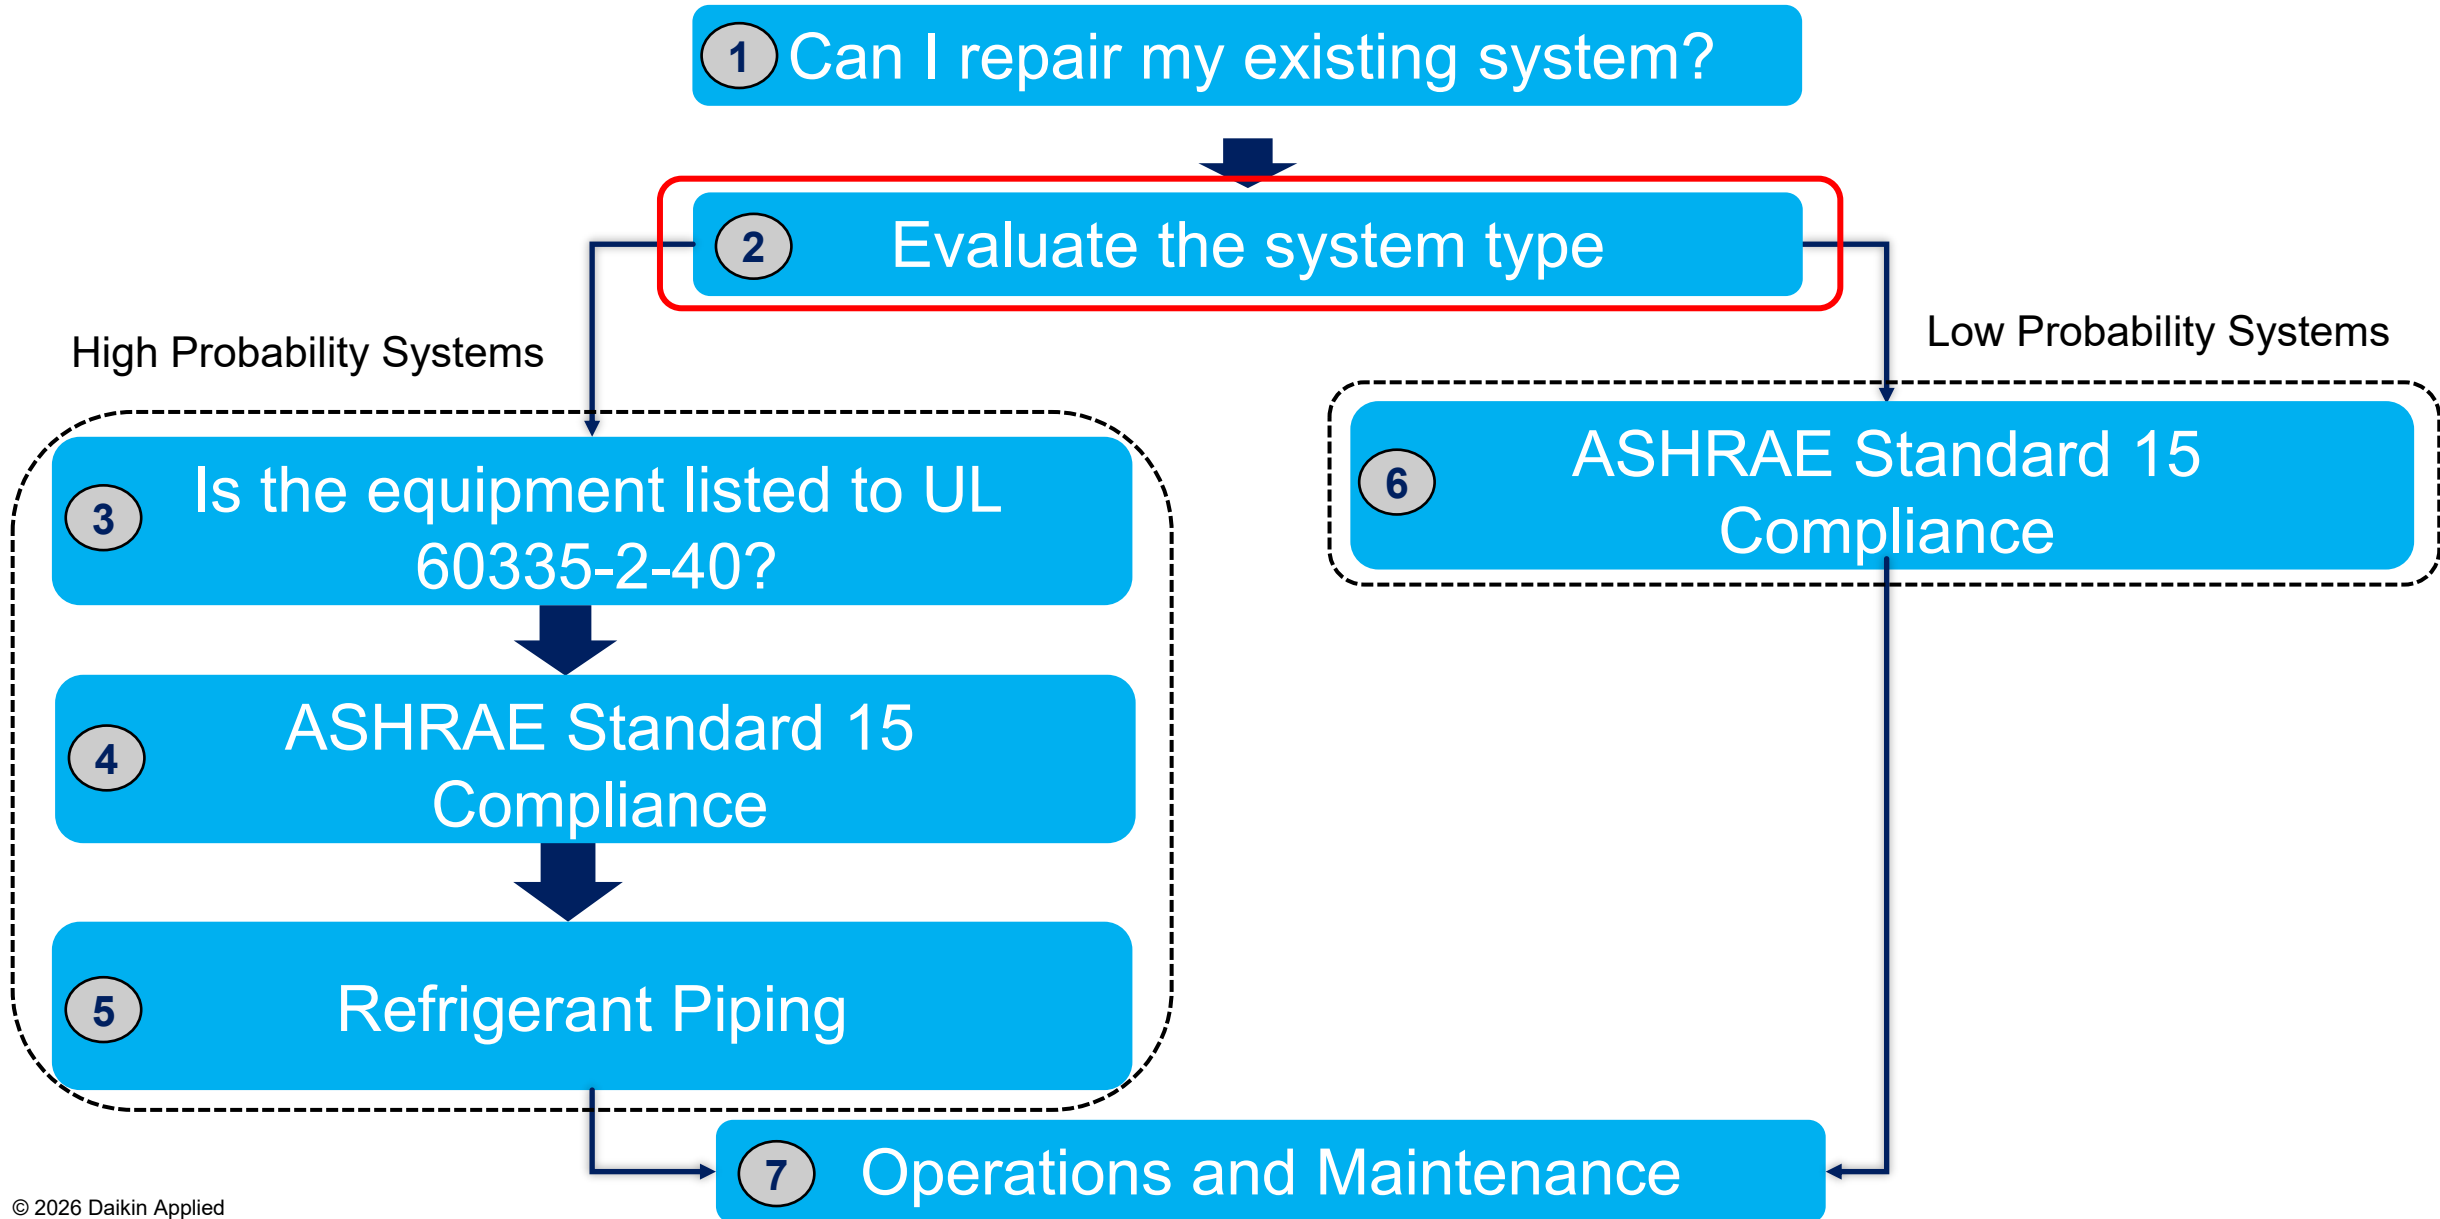 1 Can I repair my existing system?
2 Evaluate the system type
High Probability Systems
Low Probability Systems
3 Is the equipment listed to UL
60335-2-40?
6 ASHRAE Standard 15
Compliance
4 ASHRAE Standard 15
Compliance
5 Refrigerant Piping
7 Operations and Maintenance
© 2026 Daikin Applied